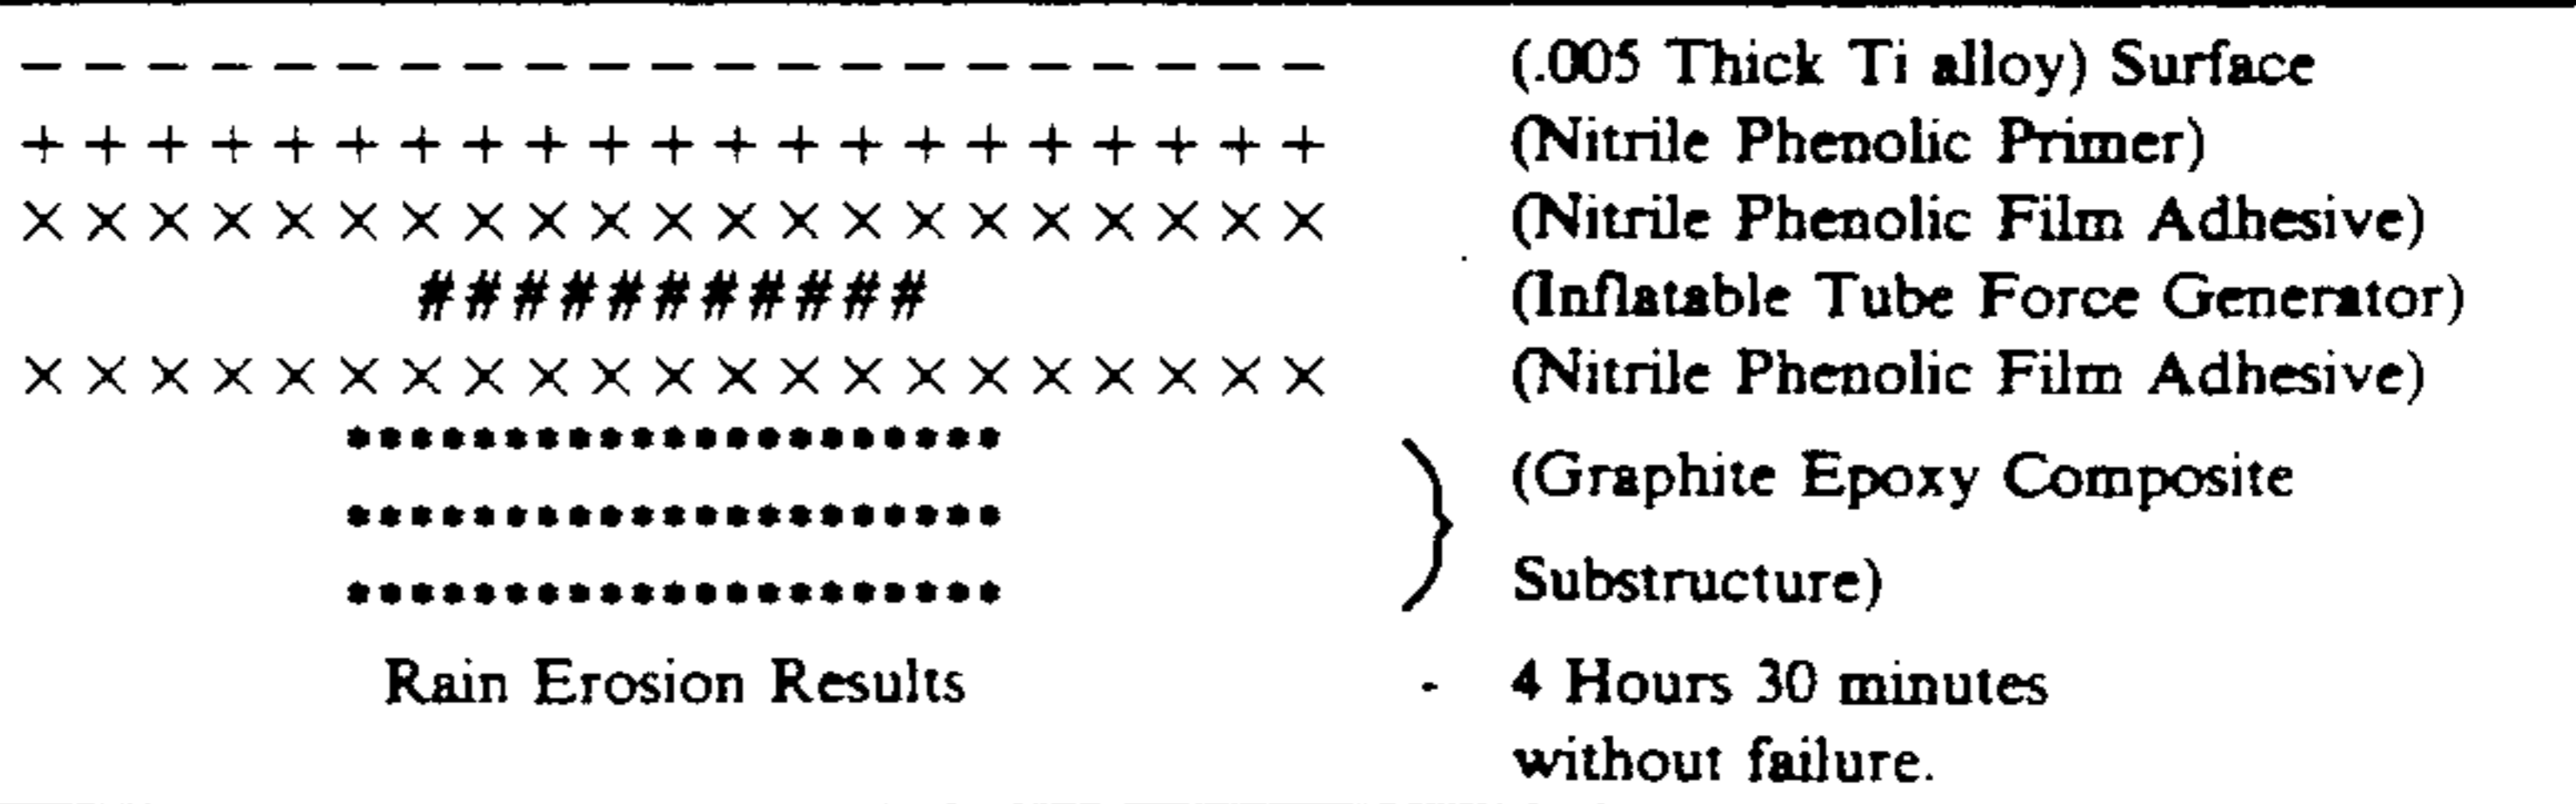 — — — — — — — — — — — — — — — — — — — — — (.005 Thick Ti alloy) Surface
+ + + + + + + + + + + + + + + + + + + + + (Nitrile Phenolic Primer)
× × × × × × × × × × × × × × × × × × × × × (Nitrile Phenolic Film Adhesive)
# # # # # # # # # # # (Inflatable Tube Force Generator)
× × × × × × × × × × × × × × × × × × × × × (Nitrile Phenolic Film Adhesive)
••••••••••••••••••••• (Graphite Epoxy Composite
•••••••••••••••••••••
••••••••••••••••••••• Substructure)
Rain Erosion Results - 4 Hours 30 minutes
without failure.